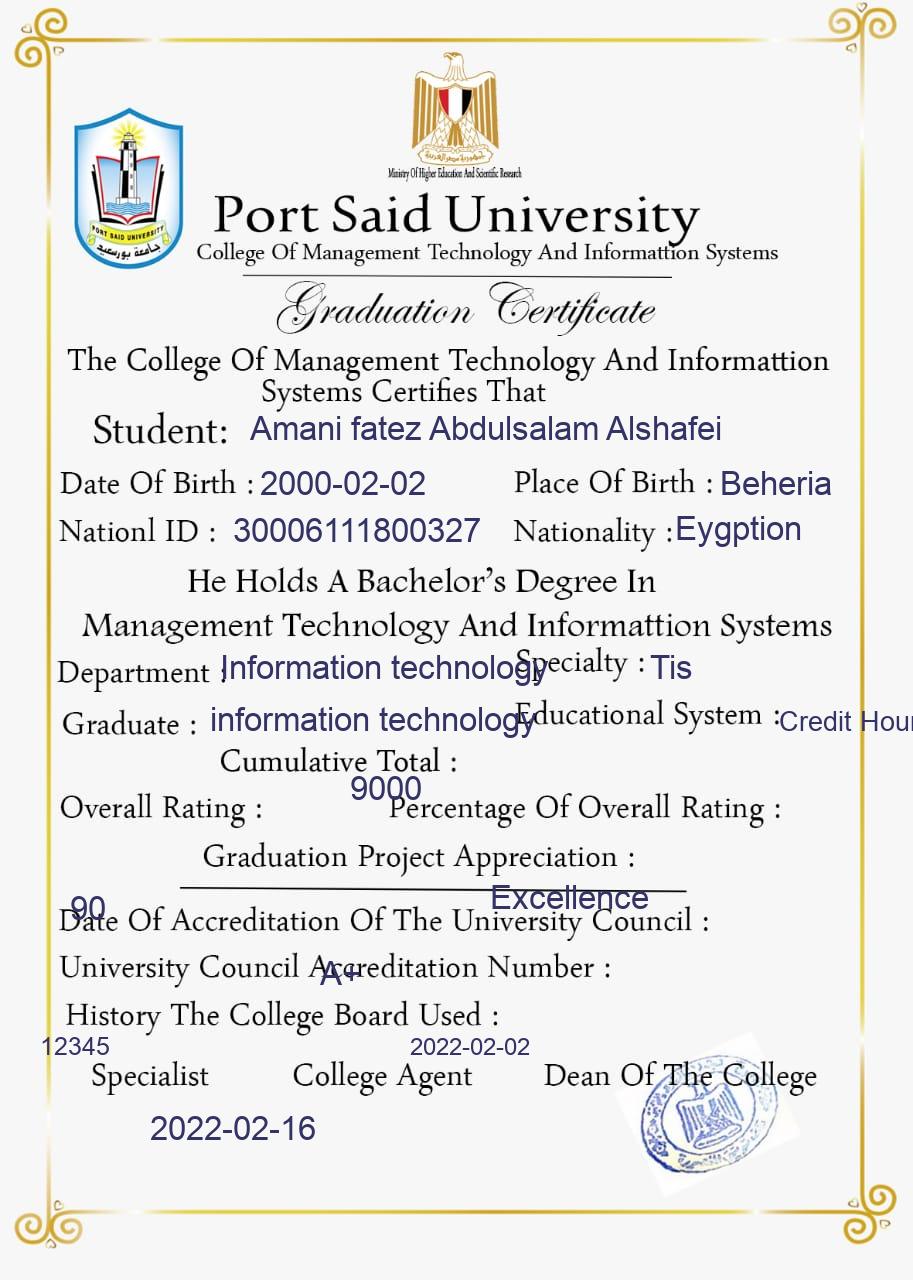 جمهورية مصر العربية
Ministry Of Higher Education And Scientific Research
PORT SAID UNIVERSITY
جامعة بورسعيد
Port Said University
College Of Management Technology And Informattion Systems
Graduation Certificate
The College Of Management Technology And Informattion
Systems Certifies That
Student: Amani fatez Abdulsalam Alshafei
Date Of Birth : 2000-02-02 Place Of Birth : Beheria
Nationl ID : 30006111800327 Nationality : Eygption
He Holds A Bachelor’s Degree In
Management Technology And Informattion Systems
Department : Information technology Specialty : Tis
Graduate : information technology Educational System : Credit Hour
Cumulative Total :
9000
Overall Rating : Percentage Of Overall Rating :
Graduation Project Appreciation :
90 Excellence
Date Of Accreditation Of The University Council :
University Council Accreditation Number :
A+
History The College Board Used :
12345 2022-02-02
Specialist College Agent Dean Of The College
2022-02-16